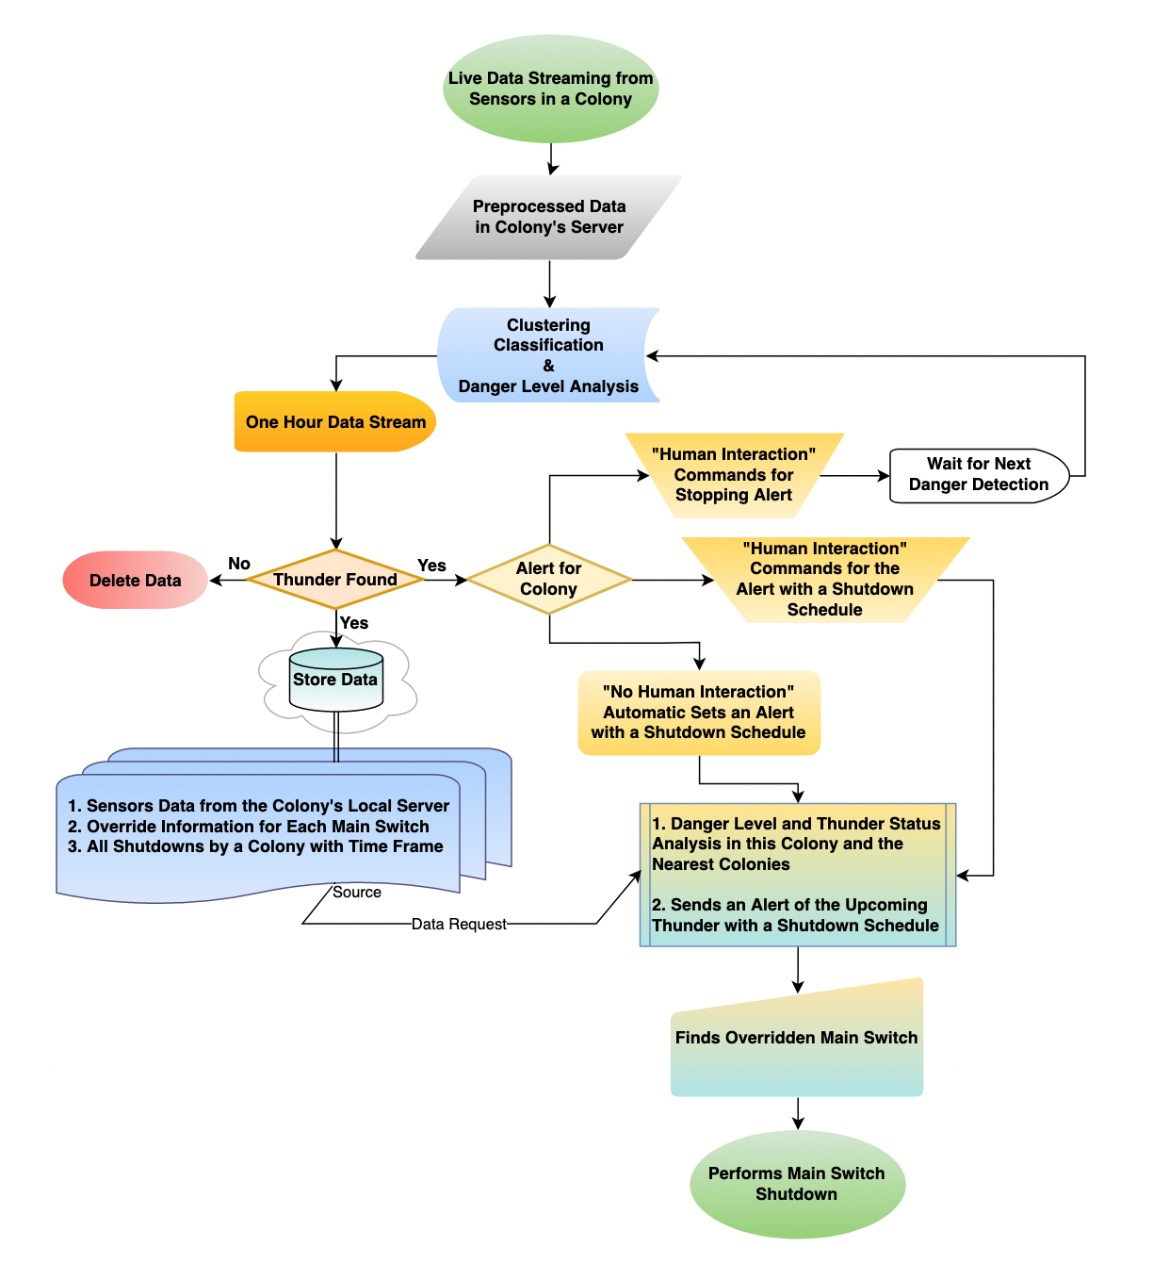 Live Data Streaming from
Sensors in a Colony
Preprocessed Data
in Colony's Server
Clustering
Classification
&
Danger Level Analysis
One Hour Data Stream
"Human Interaction"
Commands for
Stopping Alert
Wait for Next
Danger Detection
Delete Data
No
Thunder Found
Yes
Alert for
Colony
"Human Interaction"
Commands for the
Alert with a Shutdown
Schedule
Yes
Store Data
"No Human Interaction"
Automatic Sets an Alert
with a Shutdown Schedule
1. Sensors Data from the Colony's Local Server
2. Override Information for Each Main Switch
3. All Shutdowns by a Colony with Time Frame
Source
Data Request
1. Danger Level and Thunder Status
Analysis in this Colony and the
Nearest Colonies
2. Sends an Alert of the Upcoming
Thunder with a Shutdown Schedule
Finds Overridden Main Switch
Performs Main Switch
Shutdown